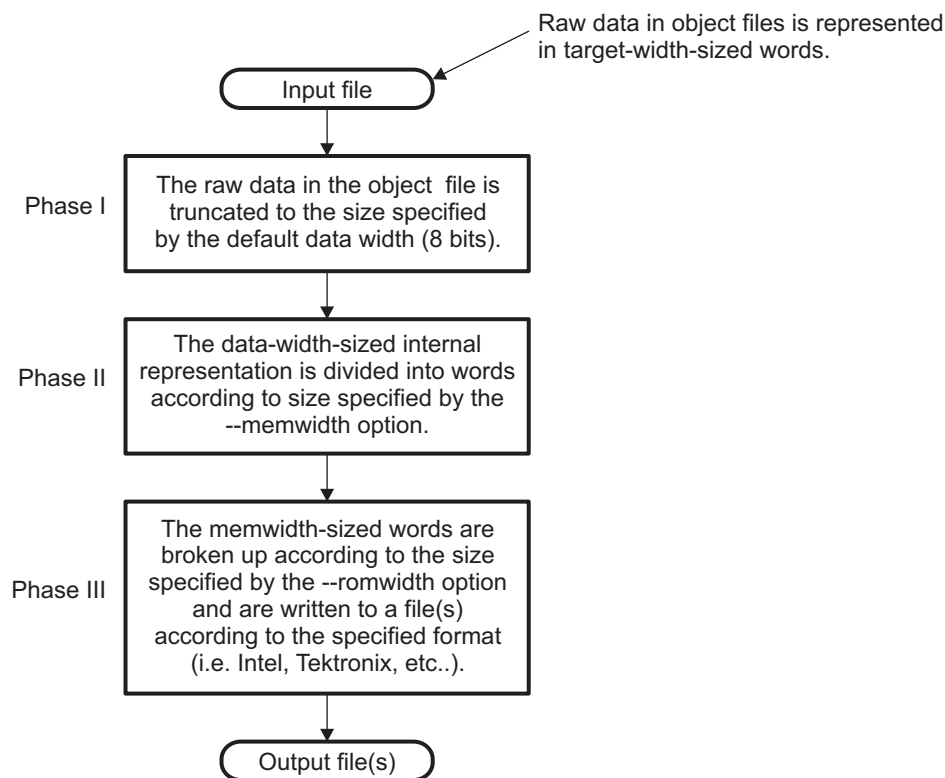 Raw data in object files is represented
in target-width-sized words.
Input file
Phase I
The raw data in the object file is
truncated to the size specified
by the default data width (8 bits).
Phase II
The data-width-sized internal
representation is divided into words
according to size specified by the
--memwidth option.
Phase III
The memwidth-sized words are
broken up according to the size
specified by the --romwidth option
and are written to a file(s)
according to the specified format
(i.e. Intel, Tektronix, etc..).
Output file(s)